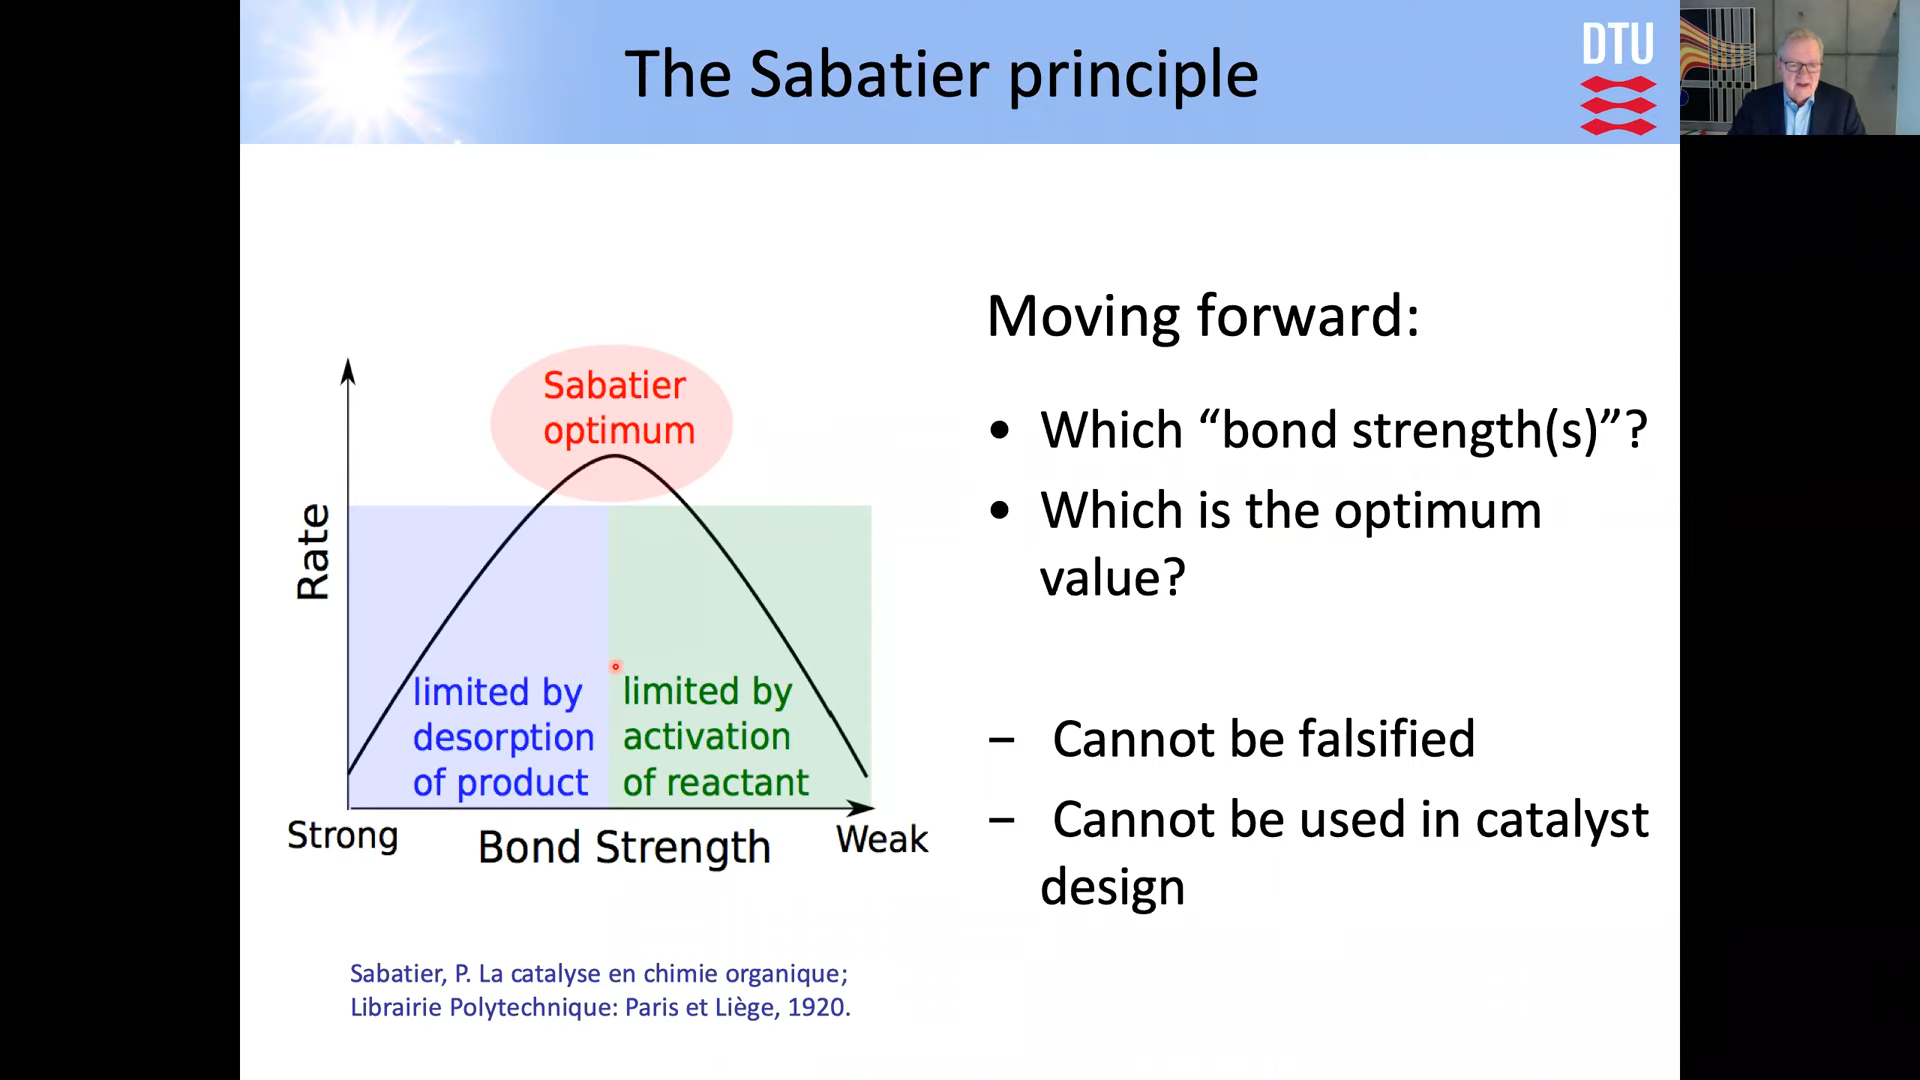 The Sabatier principle
DTU
Sabatier
optimum
Rate
limited by
desorption
of product
limited by
activation
of reactant
Strong
Bond Strength
Weak
Sabatier, P. La catalyse en chimie organique;
Librairie Polytechnique: Paris et Liège, 1920.
Moving forward:
• Which “bond strength(s)”?
• Which is the optimum
value?
– Cannot be falsified
– Cannot be used in catalyst
design